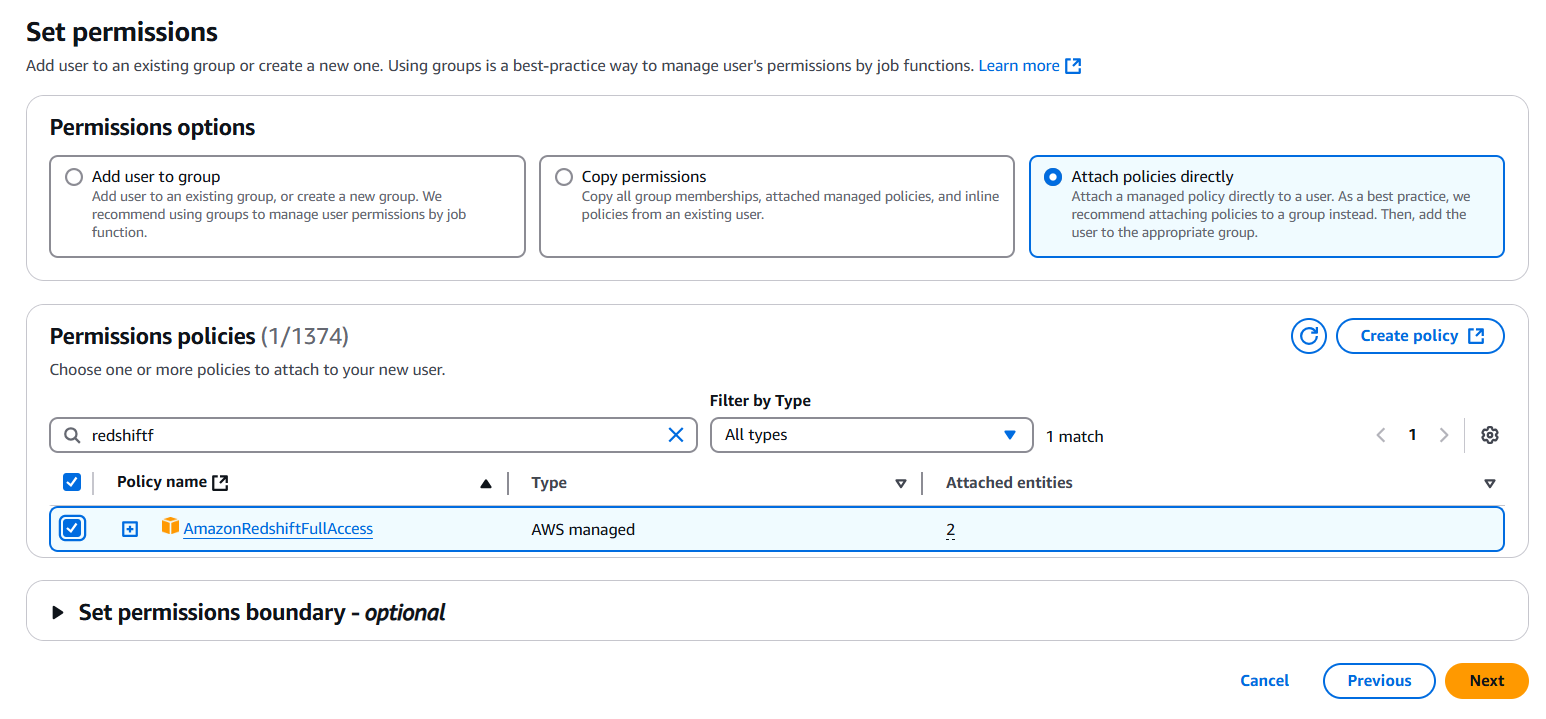 Set permissions
Add user to an existing group or create a new one. Using groups is a best-practice way to manage user's permissions by job functions. Learn more
Permissions options
Add user to group
Add user to an existing group, or create a new group. We
recommend using groups to manage user permissions by job
function.
Copy permissions
Copy all group memberships, attached managed policies, and inline
policies from an existing user.
Attach policies directly
Attach a managed policy directly to a user. As a best practice, we
recommend attaching policies to a group instead. Then, add the
user to the appropriate group.
Permissions policies (1/1374)
Create policy
Choose one or more policies to attach to your new user.
Filter by Type
redshiftf
All types
1 match
1
Policy name
Type
Attached entities
AmazonRedshiftFullAccess
AWS managed
2
Set permissions boundary - optional
Cancel
Previous
Next